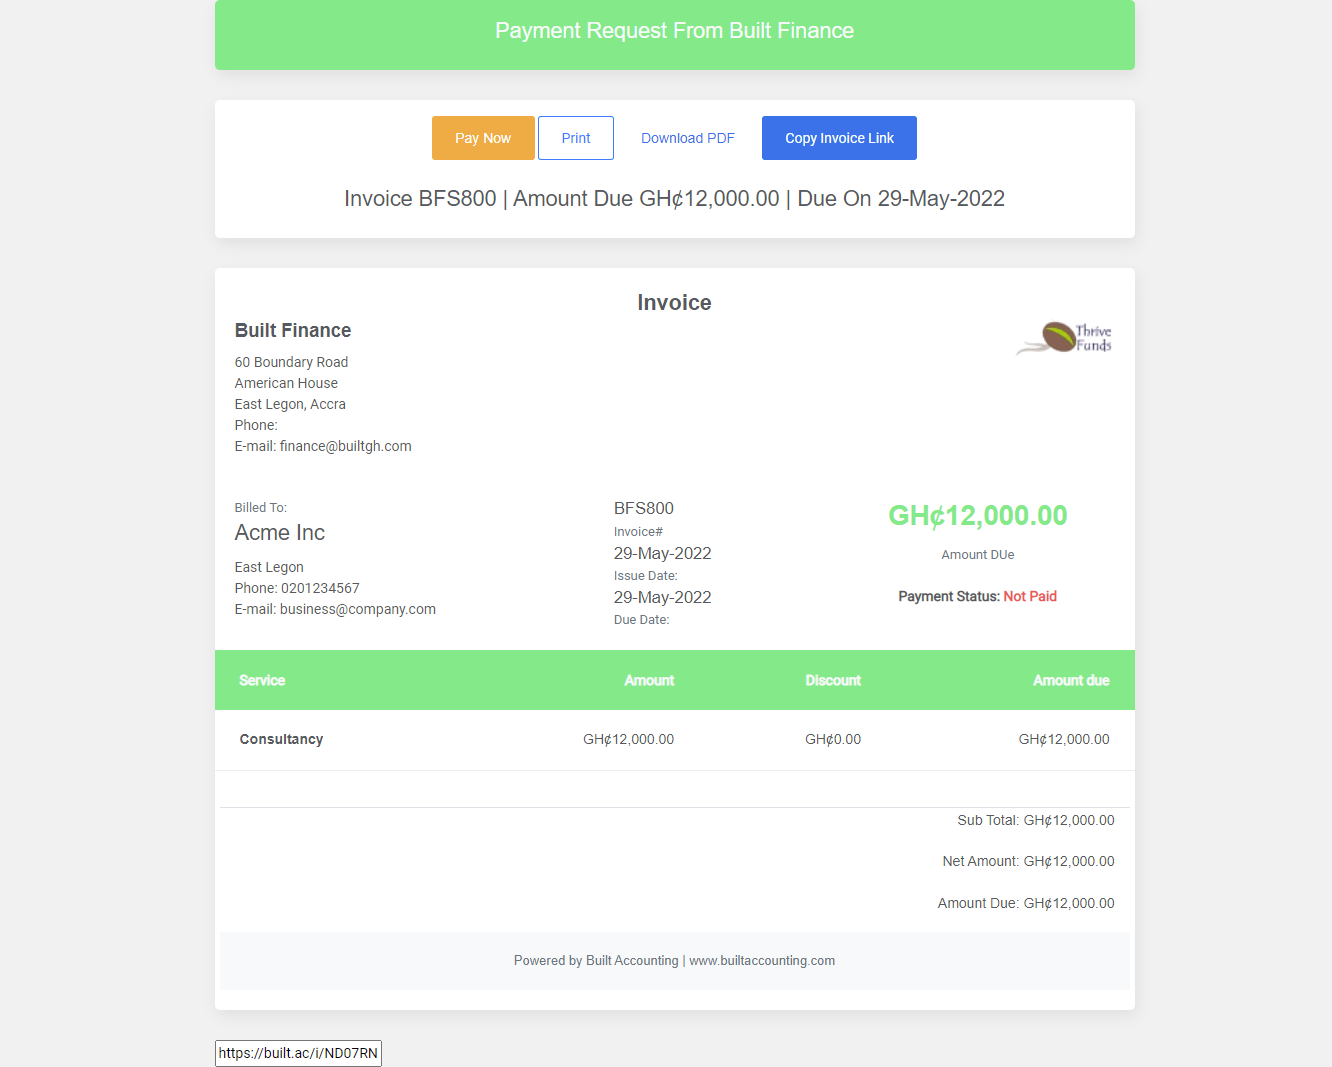 Payment Request From Built Finance
Pay Now Print Download PDF Copy Invoice Link
Invoice BFS800 | Amount Due GH¢12,000.00 | Due On 29-May-2022
Invoice
Built Finance
60 Boundary Road
American House
East Legon, Accra
Phone:
E-mail: finance@builtgh.com
Thrive
Funds
Billed To:
Acme Inc
East Legon
Phone: 0201234567
E-mail: business@company.com
BFS800
Invoice#
29-May-2022
Issue Date:
29-May-2022
Due Date:
GH¢12,000.00
Amount DUe
Payment Status: Not Paid
Service Amount Discount Amount due
Consultancy GH¢12,000.00 GH¢0.00 GH¢12,000.00
Sub Total: GH¢12,000.00
Net Amount: GH¢12,000.00
Amount Due: GH¢12,000.00
Powered by Built Accounting | www.builtaccounting.com
https://built.ac/i/ND07RN